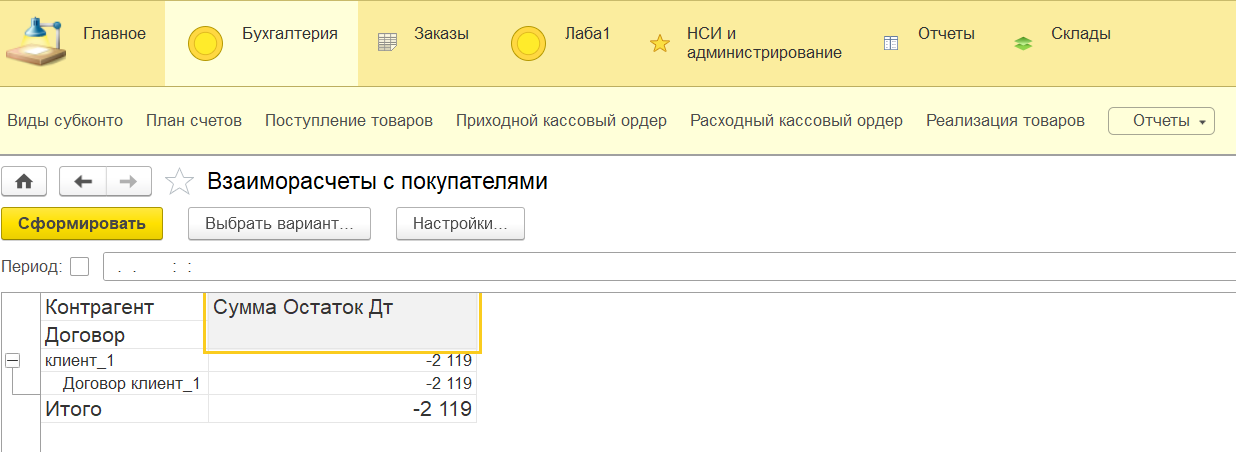 Главное
Бухгалтерия
Заказы
Лаба1
НСИ и
администрирование
Отчеты
Склады
Виды субконто
План счетов
Поступление товаров
Приходной кассовый ордер
Расходный кассовый ордер
Реализация товаров
Отчеты
Взаиморасчеты с покупателями
Сформировать
Выбрать вариант...
Настройки...
Период: . . : :
Контрагент
Сумма Остаток Дт
Договор
клиент_1 -2 119
Договор клиент_1 -2 119
Итого -2 119